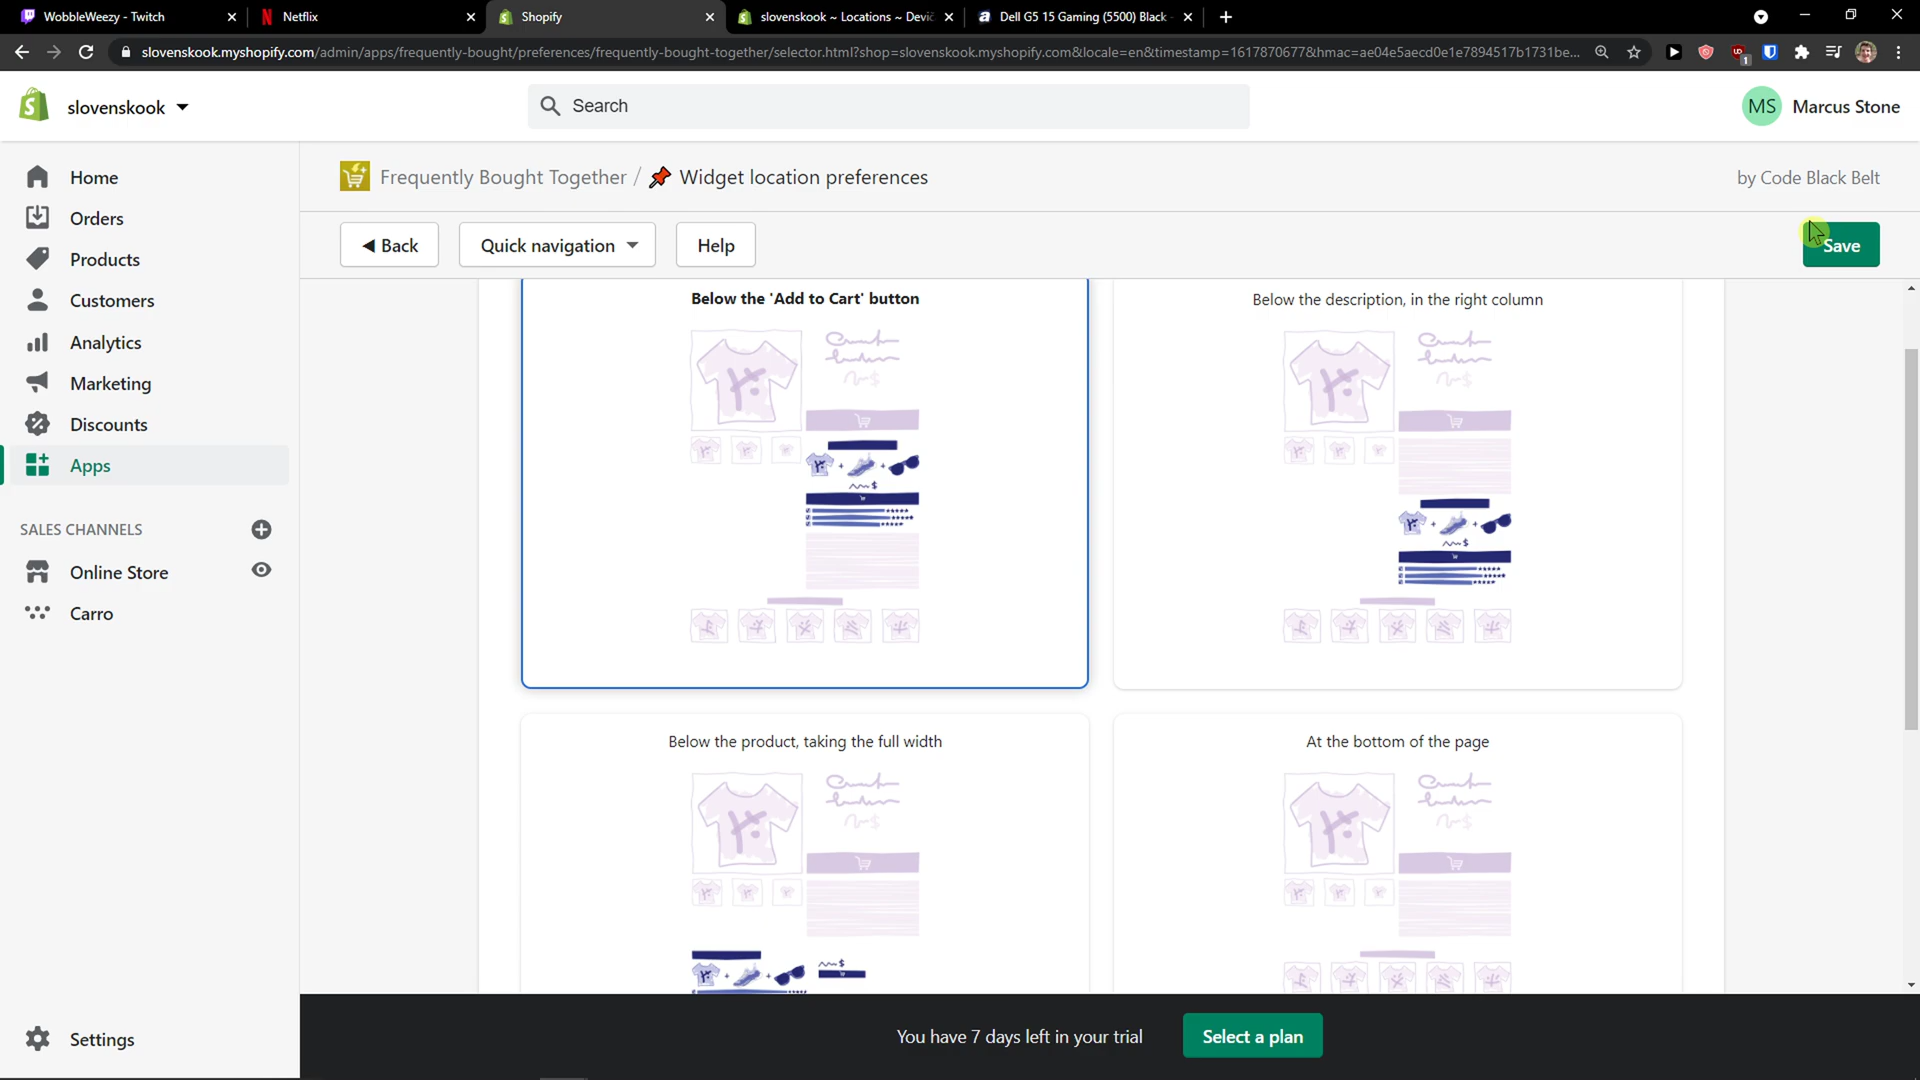 WobbleWeezy - Twitch
Netflix
Shopify
slovenskook ~ Locations ~ Devic
Dell G5 15 Gaming (5500) Black
slovenskook.myshopify.com/admin/apps/frequently-bought/preferences/frequently-bought-together/selector.html?shop=slovenskook.myshopify.com&locale=en&timestamp=1617870677&hmac=ae04e5aecd0e1e7894517b1731be...
1
slovenskook
Search
MS
Marcus Stone
Home
Orders
Products
Customers
Analytics
Marketing
Discounts
Apps
SALES CHANNELS
Online Store
Carro
Settings
Frequently Bought Together / Widget location preferences
by Code Black Belt
Back
Quick navigation
Help
Save
Below the 'Add to Cart' button
Below the description, in the right column
Below the product, taking the full width
At the bottom of the page
You have 7 days left in your trial
Select a plan